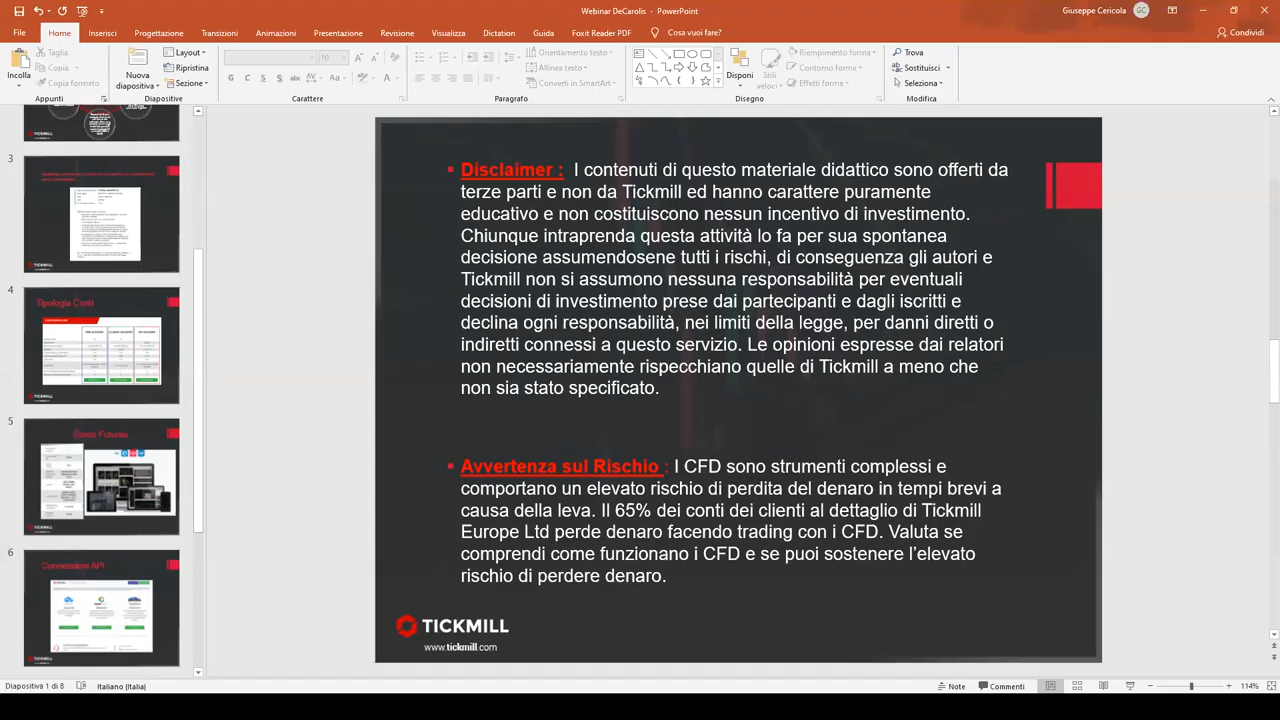 Webinar DeCarolis - PowerPoint
Giuseppe Cericola
File Home Inserisci Progettazione Transizioni Animazioni Presentazione Revisione Visualizza Dictation Guida Foxit Reader PDF Cosa vuoi fare? Condividi
Incolla
Taglia
Copia
Copia formato
Appunti
Nuova diapositiva
Layout
Ripristina
Sezione
Diapositive
Carattere
Orientamento testo
Allinea testo
Converti in SmartArt
Paragrafo
Disponi
Stili veloci
Riempimento forma
Contorno forma
Effetti forma
Disegno
Trova
Sostituisci
Seleziona
Modifica
TICKMILL
3
TICKMILL
4
Tipologia Conti
TICKMILL
5
Futures
TICKMILL
6
Connessioni API
TICKMILL
Disclaimer : I contenuti di questo materiale didattico sono offerti da
terze parti e non da Tickmill ed hanno carattere puramente
educativo e non costituiscono nessun incentivo di investimento.
Chiunque intraprenda questa attività lo fa di sua spontanea
decisione assumendosene tutti i rischi, di conseguenza gli autori e
Tickmill non si assumono nessuna responsabilità per eventuali
decisioni di investimento prese dai partecipanti e dagli iscritti e
declina ogni responsabilità, nei limiti della legge, per danni diretti o
indiretti connessi a questo servizio. Le opinioni espresse dai relatori
non necessariamente rispecchiano quelle di Tickmill a meno che
non sia stato specificato.
Avvertenza sul Rischio : I CFD sono strumenti complessi e
comportano un elevato rischio di perdita del denaro in tempi brevi a
causa della leva. Il 65% dei conti dei clienti al dettaglio di Tickmill
Europe Ltd perde denaro facendo trading con i CFD. Valuta se
comprendi come funzionano i CFD e se puoi sostenere l'elevato
rischio di perdere denaro.
TICKMILL
www.tickmill.com
Diapositiva 1 di 8 Italiano (Italia) Note Commenti 114%